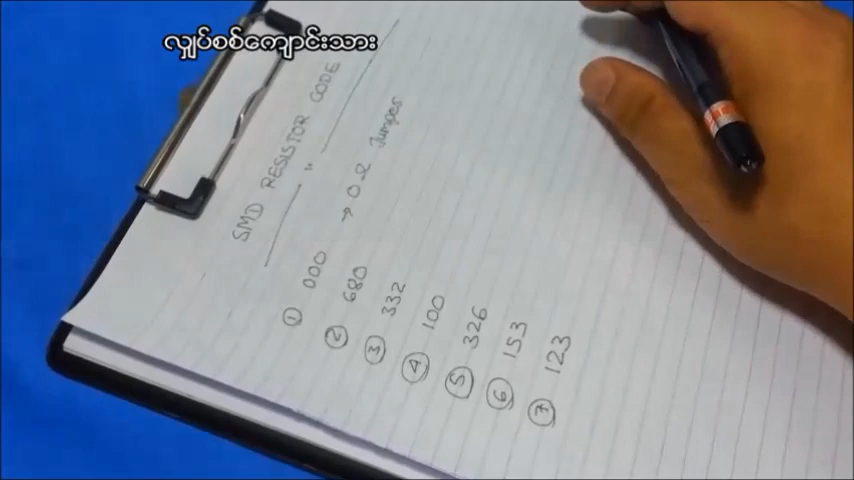 လျှပ်စစ်ကျောင်းသား
SMD RESISTOR CODE
① 000 → 0Ω Jumper
② 680
③ 332
④ 100
⑤ 326
⑥ 153
⑦ 123